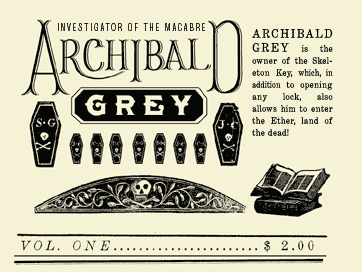 INVESTIGATOR OF THE MACABRE
ARCHIBALD
GREY
S·G
J·A
ARCHIBALD
GREY is the
owner of the Skel-
eton Key, which, in
addition to opening
any lock, also
allows him to enter
the Ether, land of
the dead!
VOL. ONE......................$ 2.00